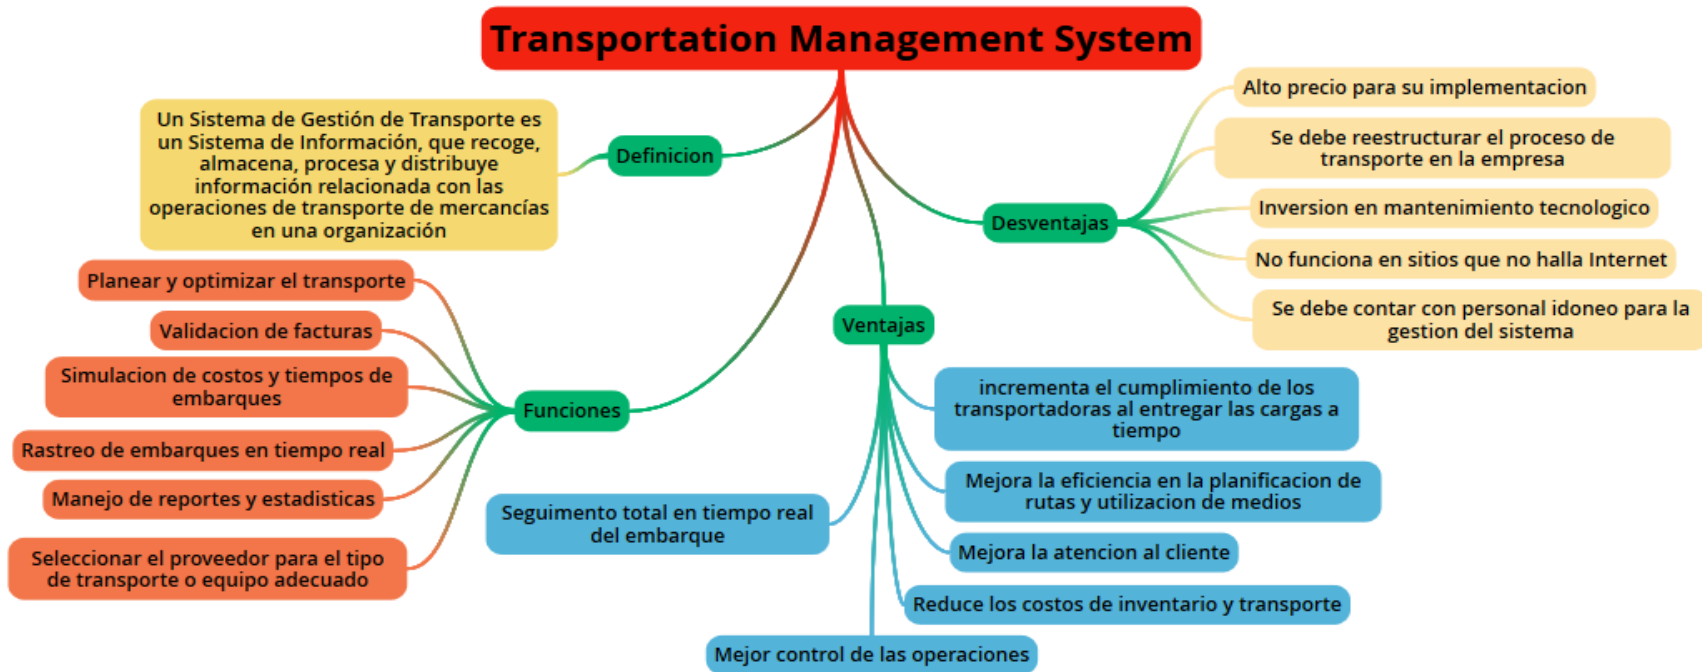 Transportation Management System
Definicion
Un Sistema de Gestión de Transporte es
un Sistema de Información, que recoge,
almacena, procesa y distribuye
información relacionada con las
operaciones de transporte de mercancías
en una organización
Funciones
Planear y optimizar el transporte
Validacion de facturas
Simulacion de costos y tiempos de
embarques
Rastreo de embarques en tiempo real
Manejo de reportes y estadisticas
Seleccionar el proveedor para el tipo
de transporte o equipo adecuado
Ventajas
incrementa el cumplimiento de los
transportadoras al entregar las cargas a
tiempo
Mejora la eficiencia en la planificacion de
rutas y utilizacion de medios
Mejora la atencion al cliente
Reduce los costos de inventario y transporte
Mejor control de las operaciones
Seguimento total en tiempo real
del embarque
Desventajas
Alto precio para su implementacion
Se debe reestructurar el proceso de
transporte en la empresa
Inversion en mantenimiento tecnologico
No funciona en sitios que no halla Internet
Se debe contar con personal idoneo para la
gestion del sistema